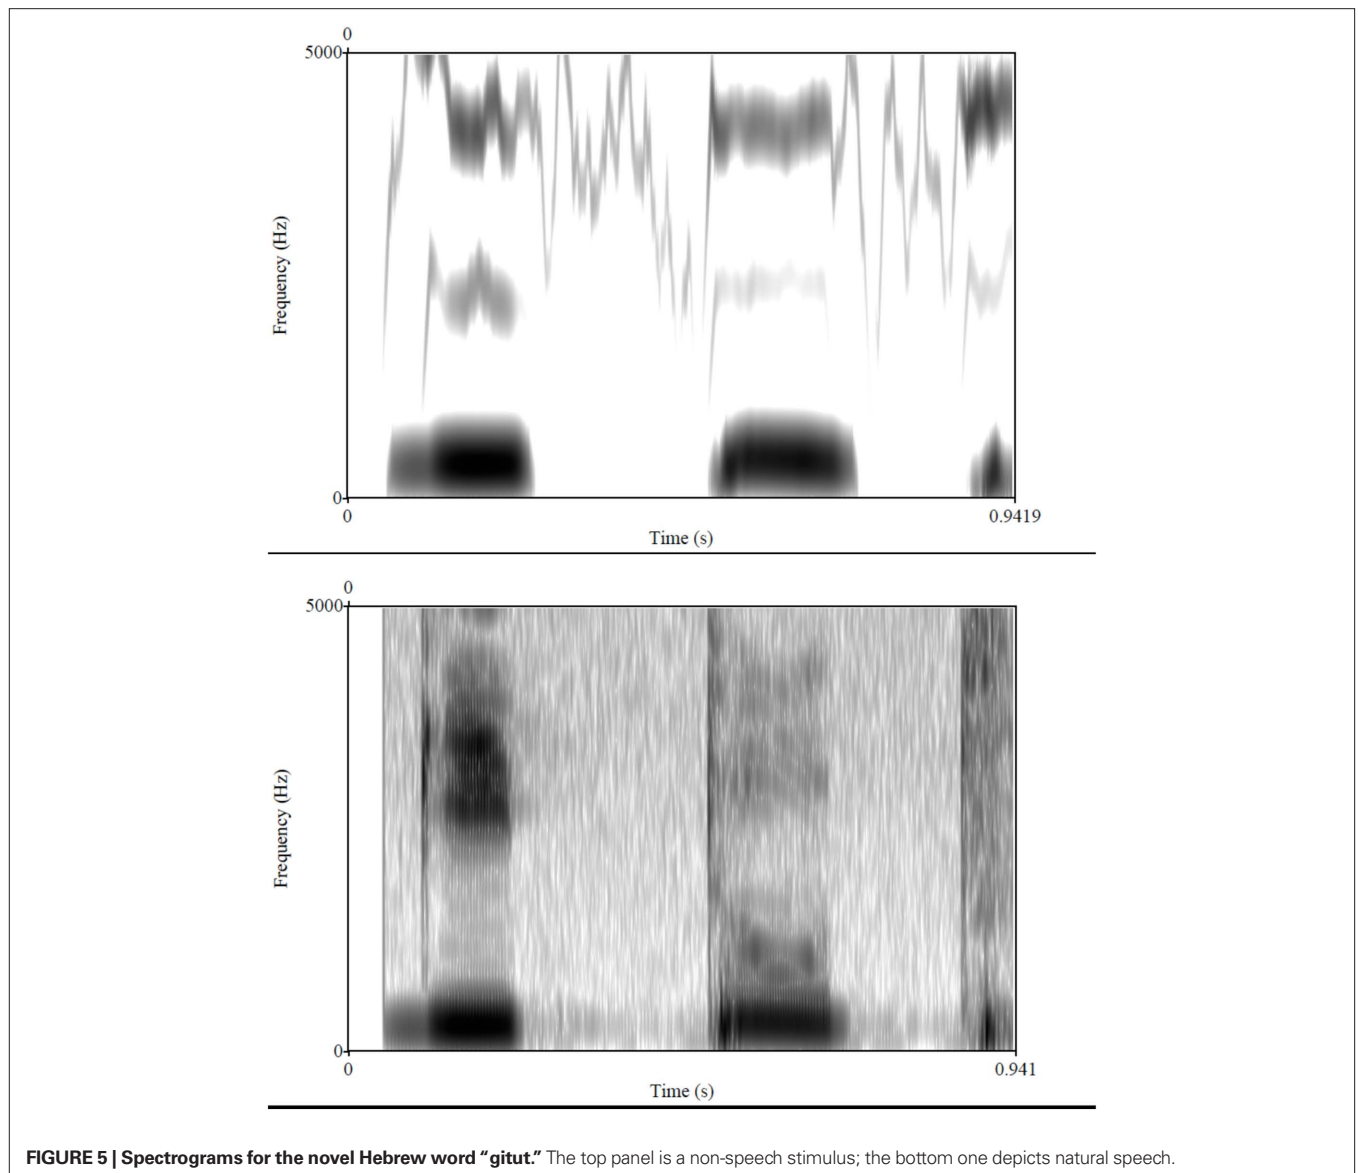 0
5000
Frequency (Hz)
0
0
0.9419
Time (s)
0
5000
Frequency (Hz)
0
0
0.941
Time (s)
FIGURE 5 | Spectrograms for the novel Hebrew word “gitut.” The top panel is a non-speech stimulus; the bottom one depicts natural speech.